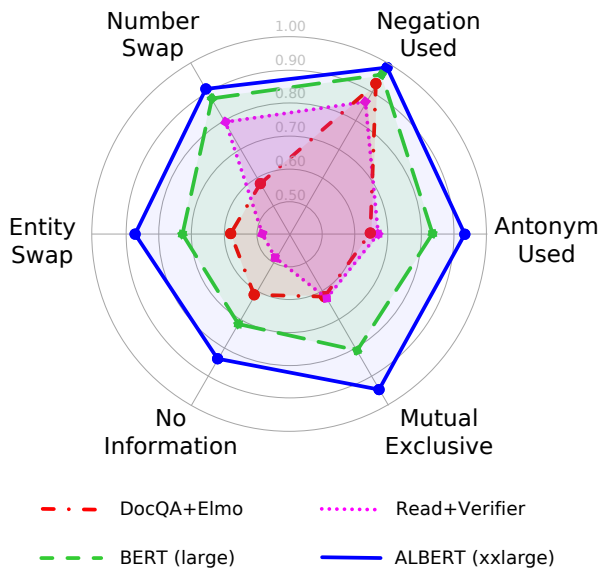 1.00
Number
Swap
Negation
Used
0.90
0.80
0.70
0.60
0.50
Entity
Swap
Antonym
Used
No
Information
Mutual
Exclusive
DocQA+Elmo
Read+Verifier
BERT (large)
ALBERT (xxlarge)